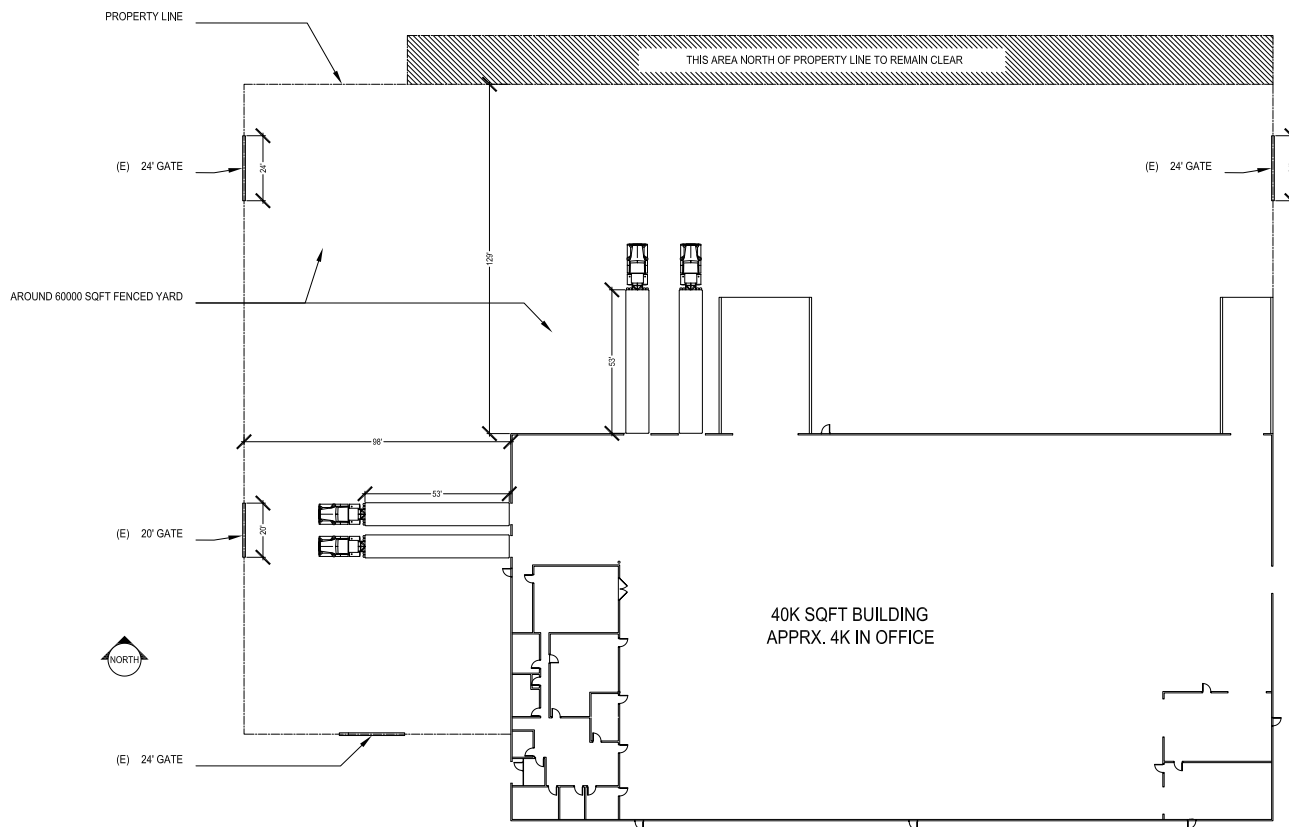 PROPERTY LINE
THIS AREA NORTH OF PROPERTY LINE TO REMAIN CLEAR
(E) 24' GATE
24'
(E) 24' GATE
129'
AROUND 60000 SQFT FENCED YARD
53'
98'
53'
(E) 20' GATE
20'
40K SQFT BUILDING
APPRX. 4K IN OFFICE
NORTH
(E) 24' GATE